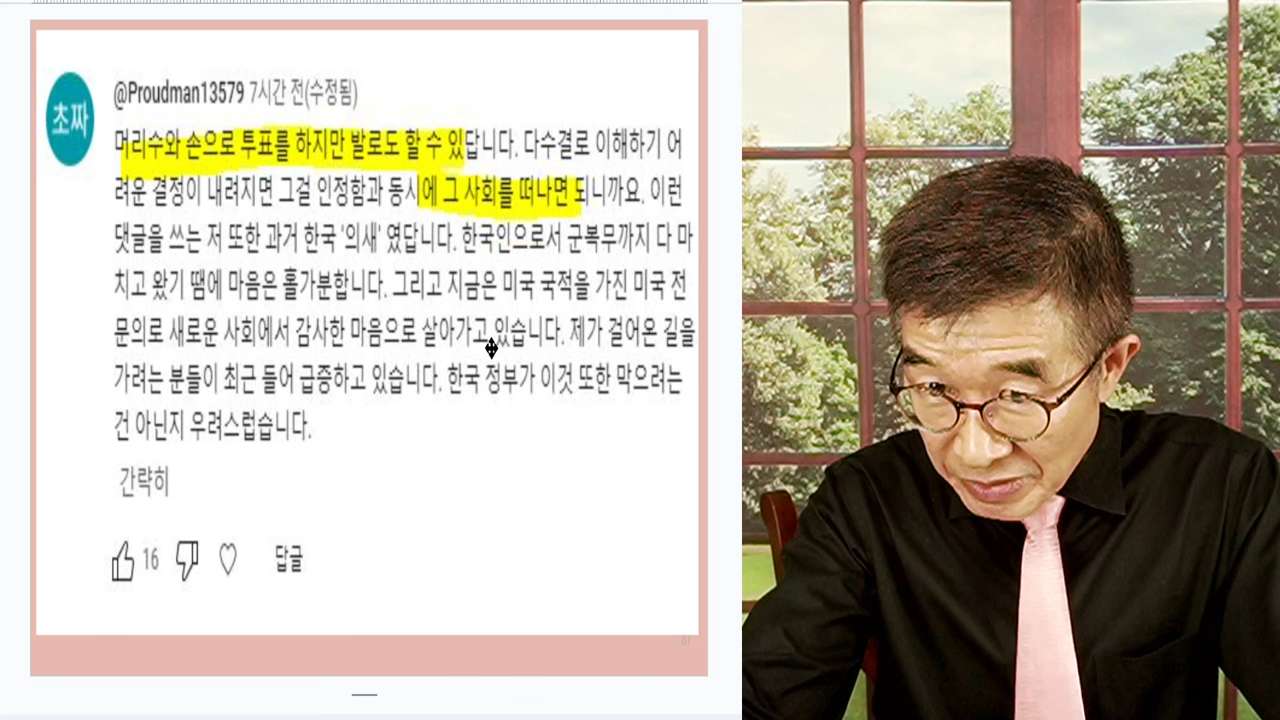 초짜
@Proudman13579 7시간 전(수정됨)
머리수와 손으로 투표를 하지만 발로도 할 수 있답니다. 다수결로 이해하기 어
려운 결정이 내려지면 그걸 인정함과 동시에 그 사회를 떠나면 되니까요. 이런
댓글을 쓰는 저 또한 과거 한국 '의새' 였답니다. 한국인으로서 군복무까지 다 마
치고 왔기 땜에 마음은 홀가분합니다. 그리고 지금은 미국 국적을 가진 미국 전
문의로 새로운 사회에서 감사한 마음으로 살아가고 있습니다. 제가 걸어온 길을
가려는 분들이 최근 들어 급증하고 있습니다. 한국 정부가 이것 또한 막으려는
건 아닌지 우려스럽습니다.
간략히
16
답글